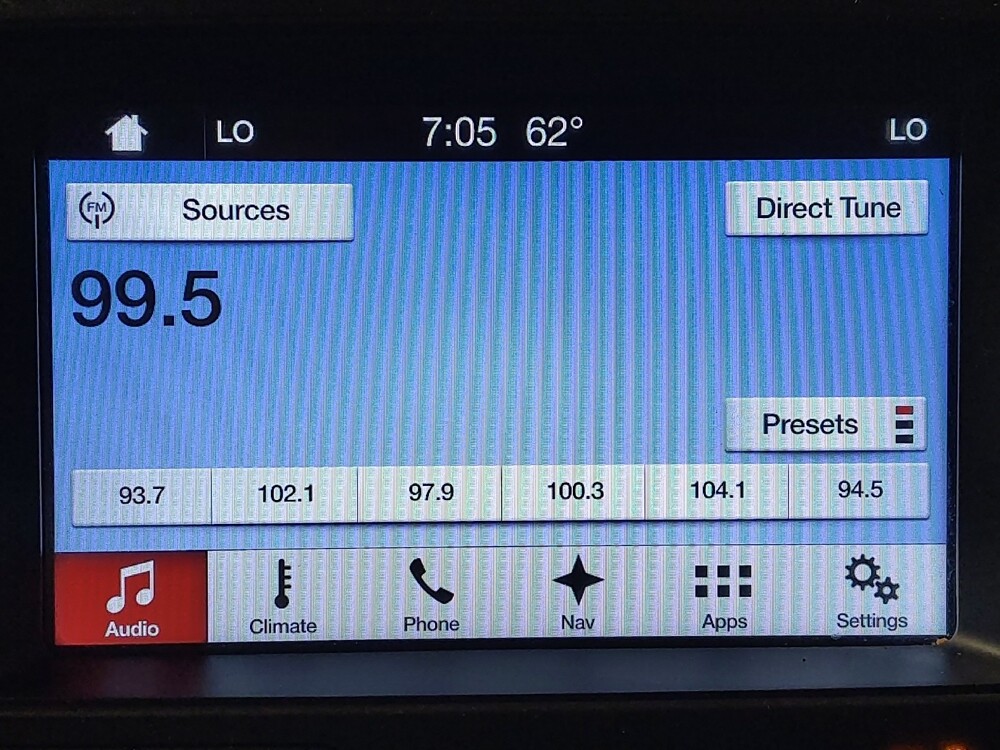 LO 7:05 62° LO
FM Sources Direct Tune
99.5
Presets
93.7 102.1 97.9 100.3 104.1 94.5
Audio Climate Phone Nav Apps Settings